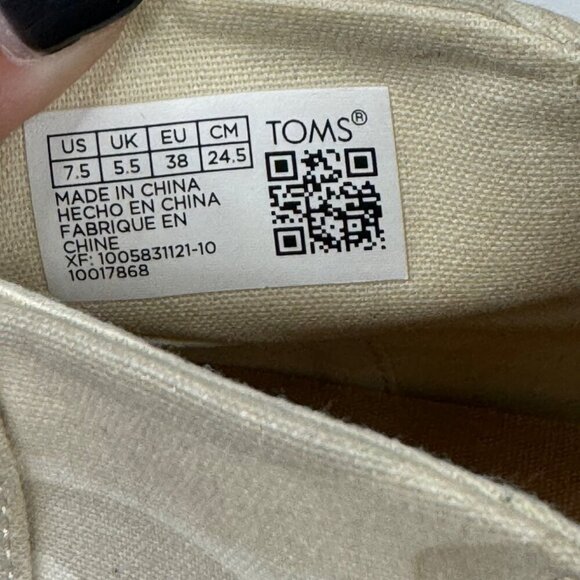 US UK EU CM
7.5 5.5 38 24.5
TOMS®
MADE IN CHINA
HECHO EN CHINA
FABRIQUE EN
CHINE
XF: 1005831121-10
10017868